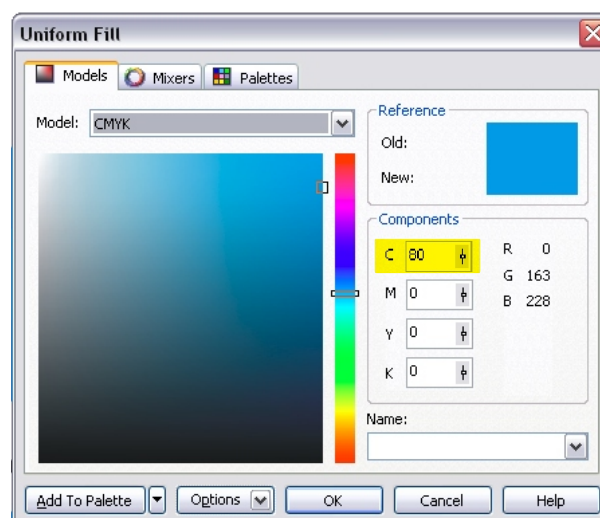 Uniform Fill
Models Mixers Palettes
Model: CMYK
Reference
Old:
New:
Components
C 80 R 0
M 0 G 163
Y 0 B 228
K 0
Name:
Add To Palette Options OK Cancel Help